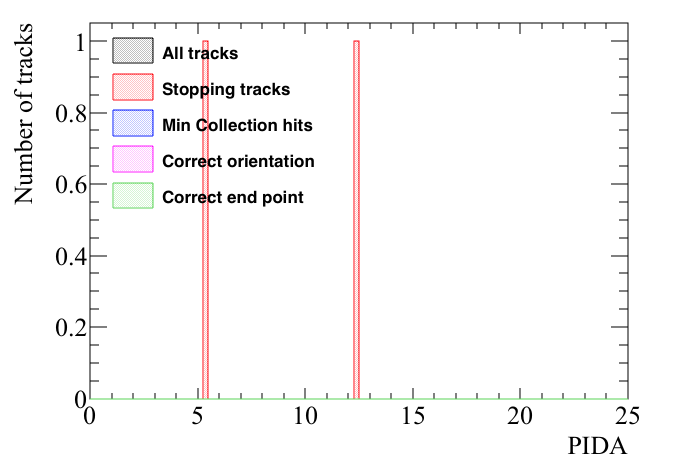 Number of tracks
1
0.8
0.6
0.4
0.2
0
All tracks
Stopping tracks
Min Collection hits
Correct orientation
Correct end point
0 5 10 15 20 25
PIDA